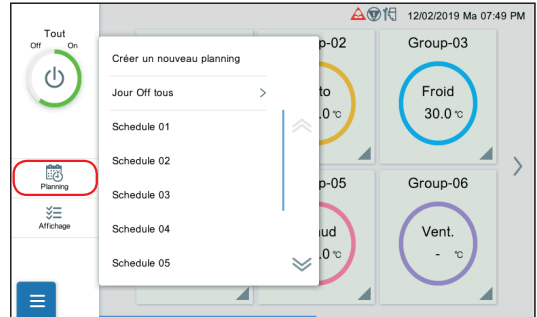 Tout
Off On
12/02/2019 Ma 07:49 PM
Planning
Affichage
Créer un nouveau planning
Jour Off tous
Schedule 01
Schedule 02
Schedule 03
Schedule 04
Schedule 05
p-02
to
.0 °C
Group-03
Froid
30.0 °C
p-05
ud
.0 °C
Group-06
Vent.
- °C